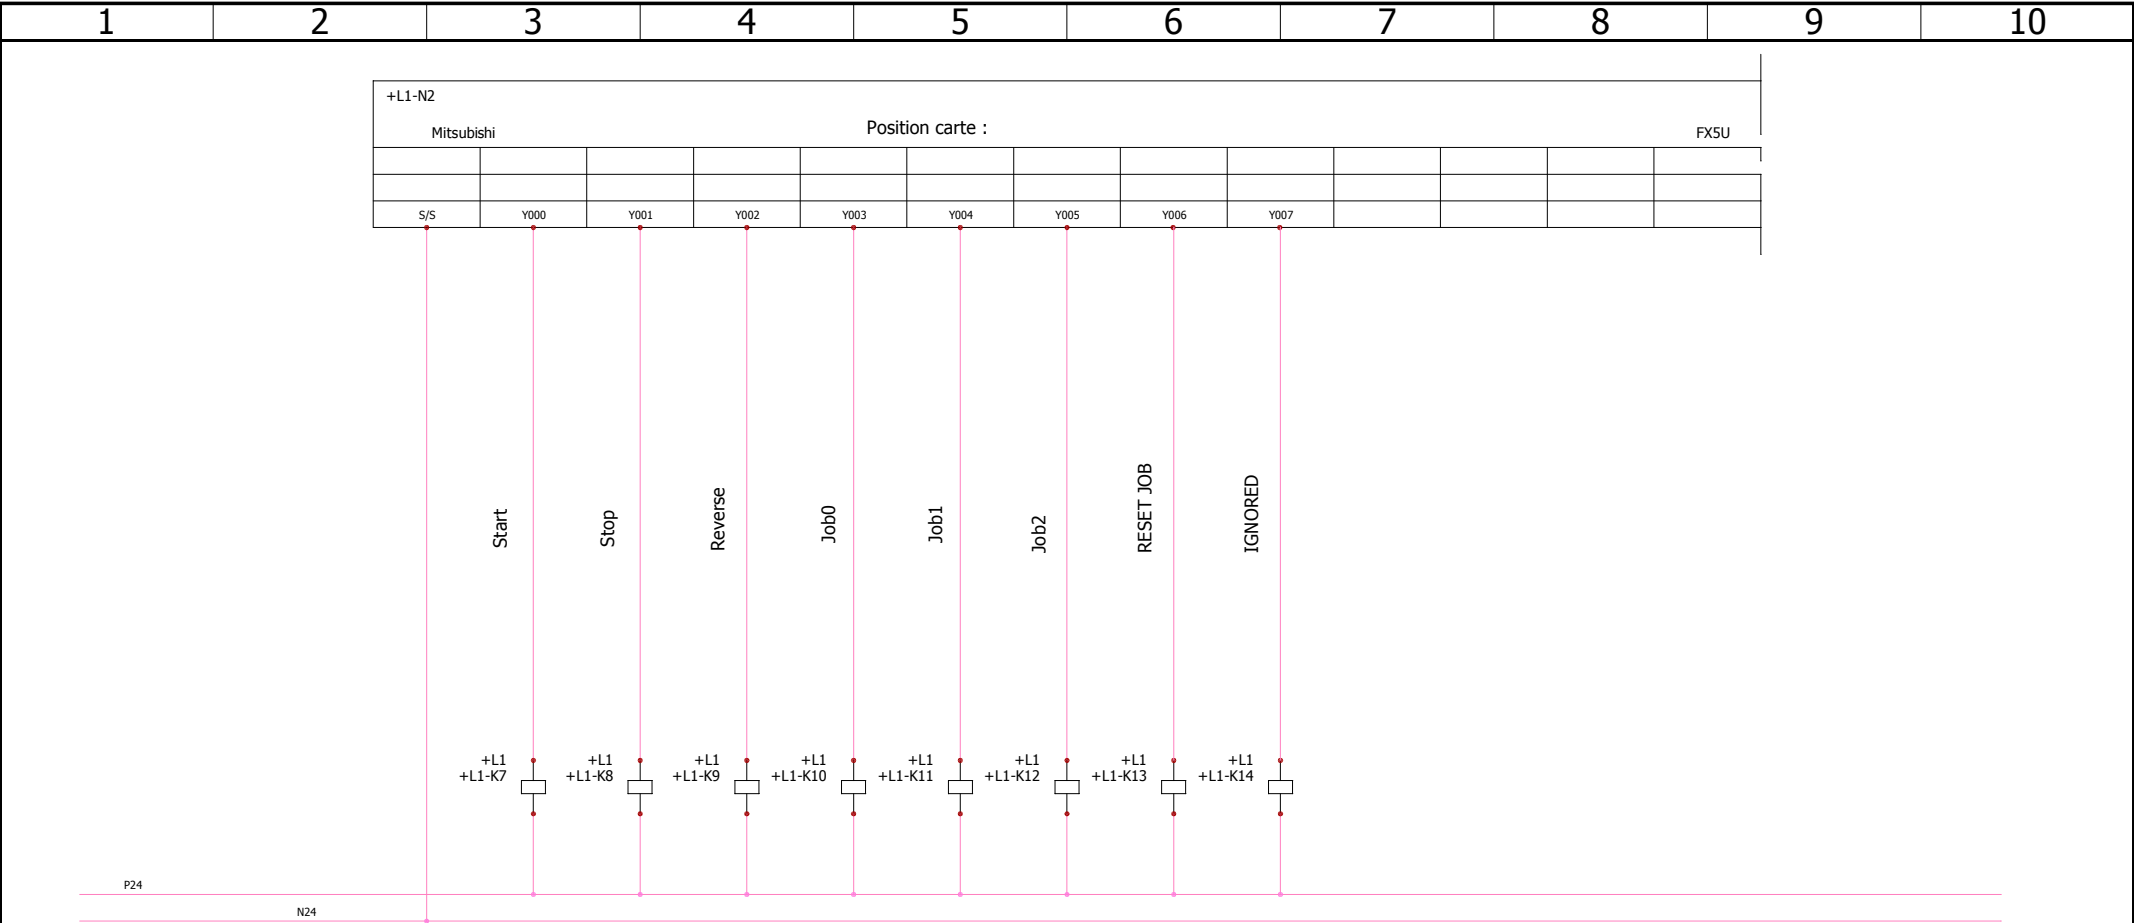 1 2 3 4 5 6 7 8 9 10
+L1-N2
Mitsubishi Position carte : FX5U
S/S Y000 Y001 Y002 Y003 Y004 Y005 Y006 Y007
Start
Stop
Reverse
Job0
Job1
Job2
RESET JOB
IGNORED
+L1 +L1 +L1 +L1 +L1 +L1 +L1 +L1
+L1-K7 +L1-K8 +L1-K9 +L1-K10 +L1-K11 +L1-K12 +L1-K13 +L1-K14
P24
N24